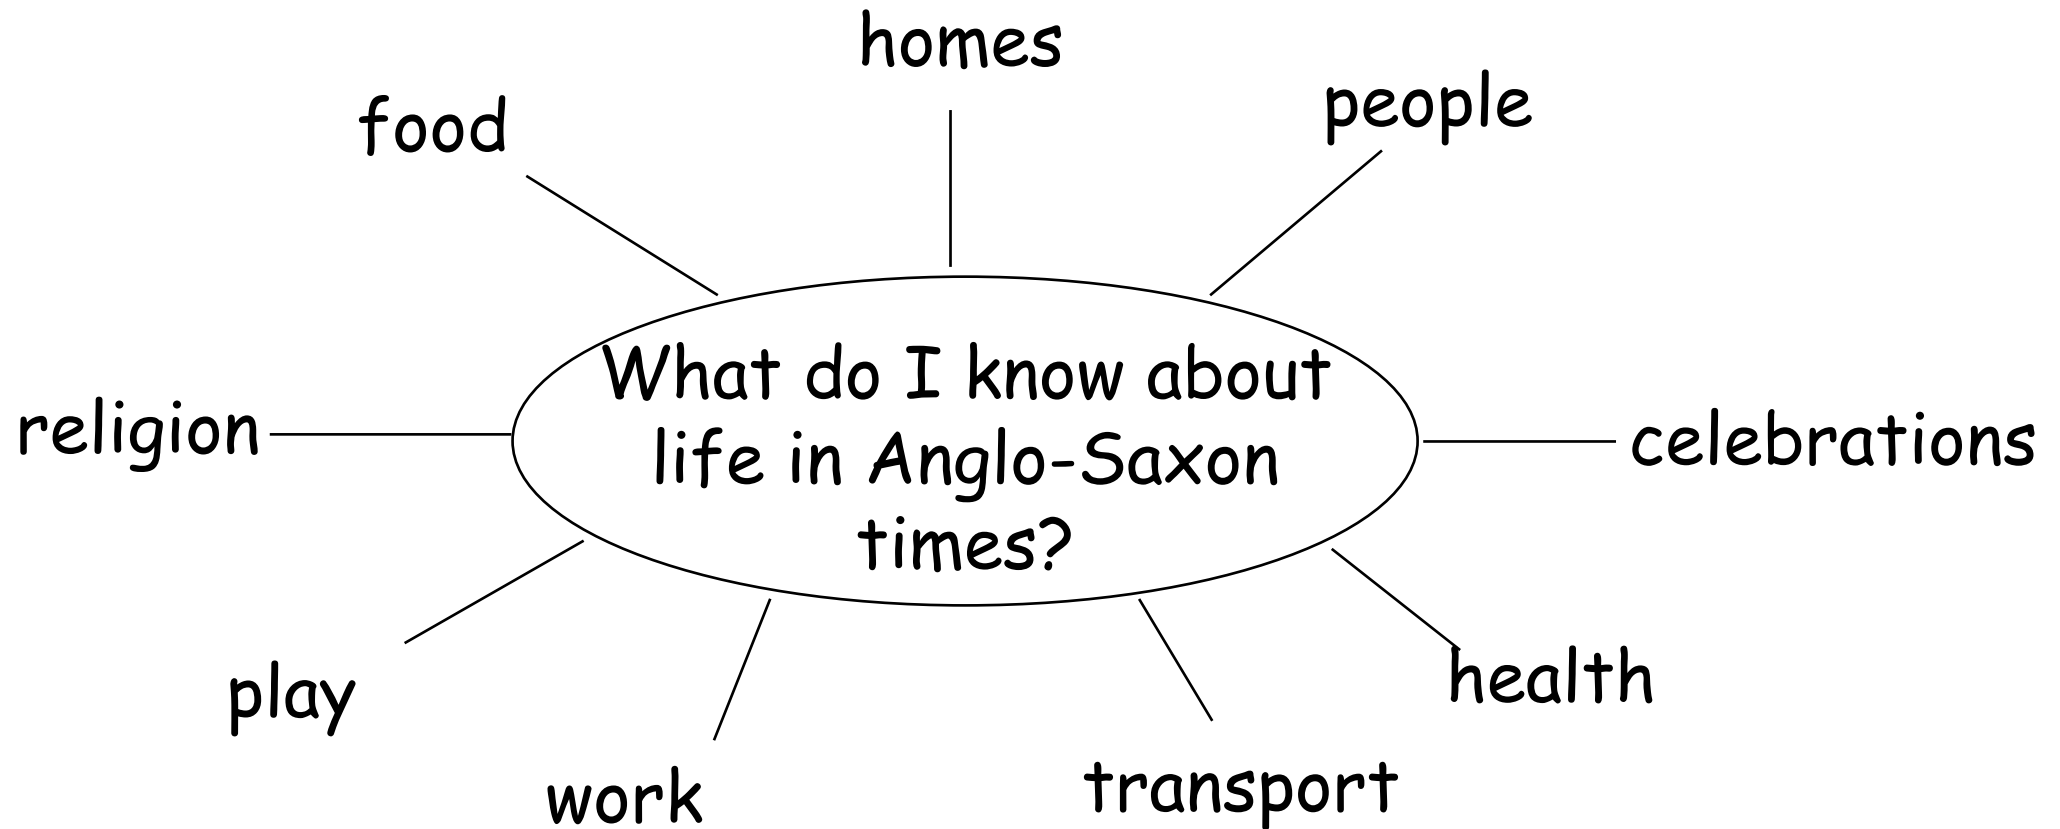 homes
food
people
What do I know about
life in Anglo-Saxon
times?
religion
celebrations
play
health
work
transport